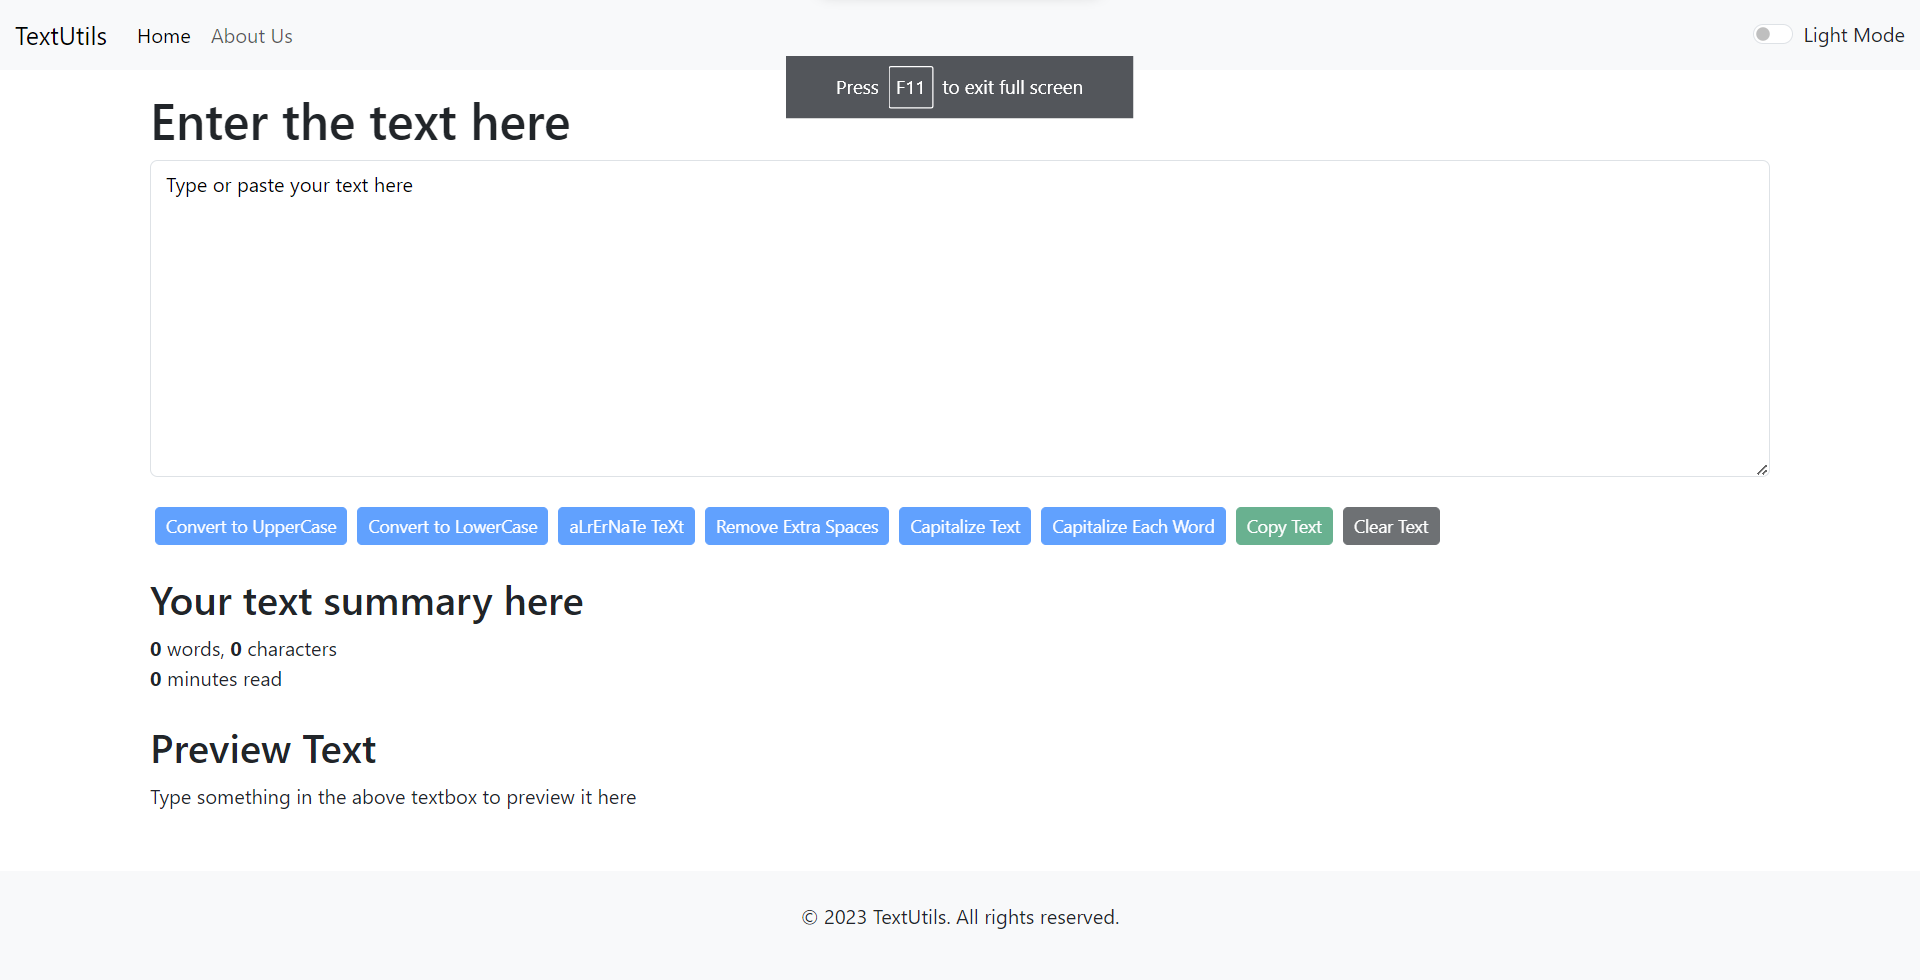 TextUtils Home About Us Light Mode
Press F11 to exit full screen
Enter the text here
Type or paste your text here
Convert to UpperCase Convert to LowerCase aLrErNaTe TeXt Remove Extra Spaces Capitalize Text Capitalize Each Word Copy Text Clear Text
Your text summary here
0 words, 0 characters
0 minutes read
Preview Text
Type something in the above textbox to preview it here
© 2023 TextUtils. All rights reserved.